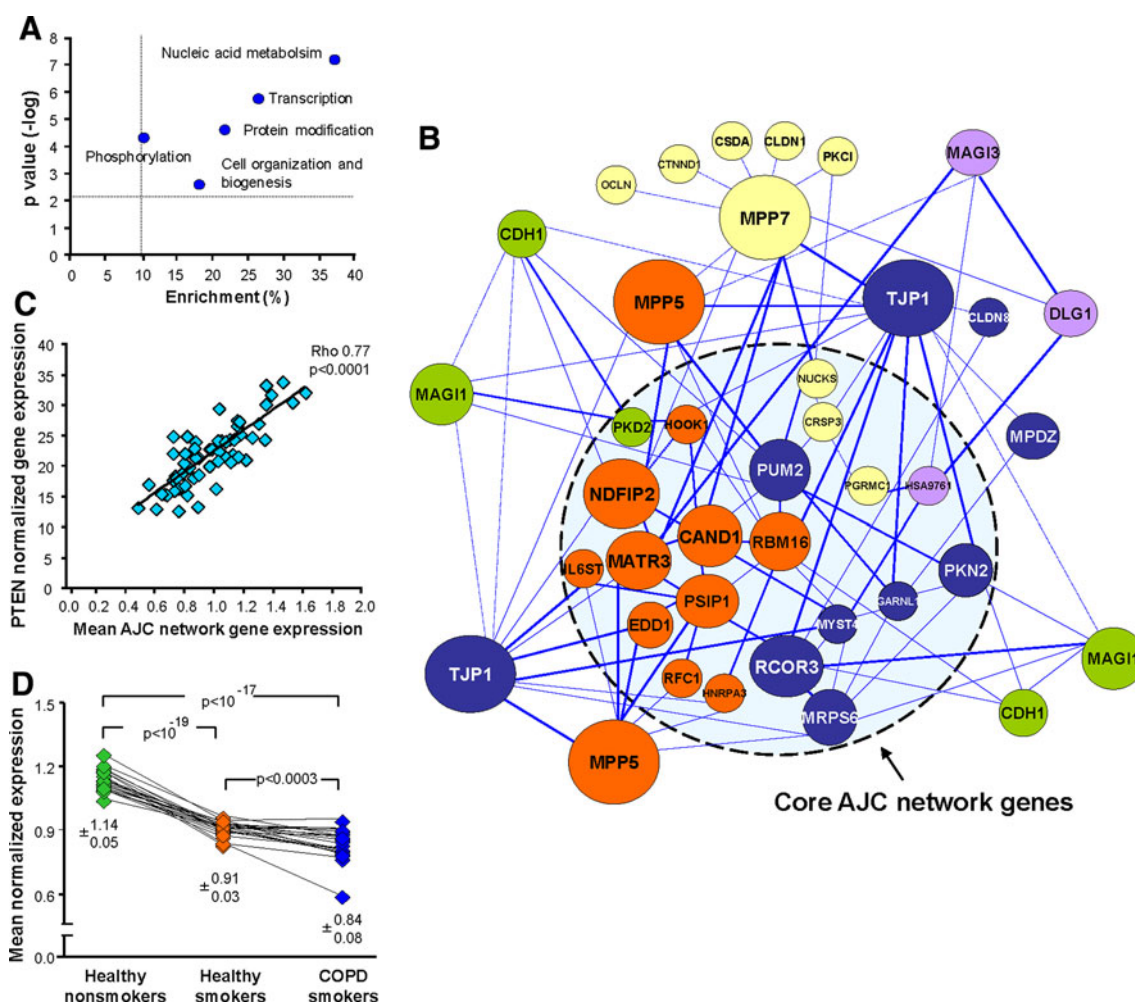 A
8
7
6
5
4
3
2
1
0
p value (-log)
Nucleic acid metabolsim
Transcription
Protein modification
Phosphorylation
Cell organization and
biogenesis
0 5 10 15 20 25 30 35 40
Enrichment (%)
B
CSDA
CLDN1
CTNND1
PKCI
OCLN
MPP7
MAGI3
CDH1
MPP5
TJP1
CLDN8
DLG1
MAGI1
NUCKS
PKD2
HOOK1
CRSP3
MPDZ
PUM2
PGRMC1
HSA9761
NDFIP2
CAND1
RBM16
MATR3
IL6ST
PKN2
PSIP1
GARNL1
EDD1
MYST4
TJP1
RCOR3
MAGI1
RFC1
HNRPA3
MRPS6
CDH1
MPP5
Core AJC network genes
C
40
35
30
25
20
15
10
5
0
PTEN normalized gene expression
Rho 0.77
p<0.0001
0.0 0.2 0.4 0.6 0.8 1.0 1.2 1.4 1.6 1.8 2.0
Mean AJC network gene expression
D
1.5
1.2
0.9
0.6
0.0
Mean normalized expression
p<10-17
p<10-19
p<0.0003
1.14
±
0.05
0.91
±
0.03
0.84
±
0.08
Healthy
nonsmokers
Healthy
smokers
COPD
smokers